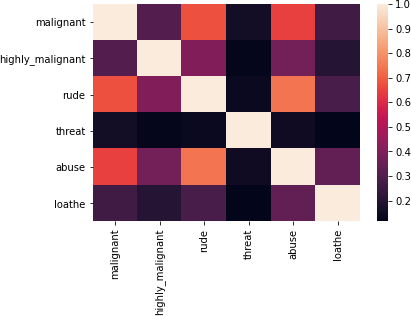 malignant
highly_malignant
rude
threat
abuse
loathe
malignant
highly_malignant
rude
threat
abuse
loathe
1.0
0.9
0.8
0.7
0.6
0.5
0.4
0.3
0.2